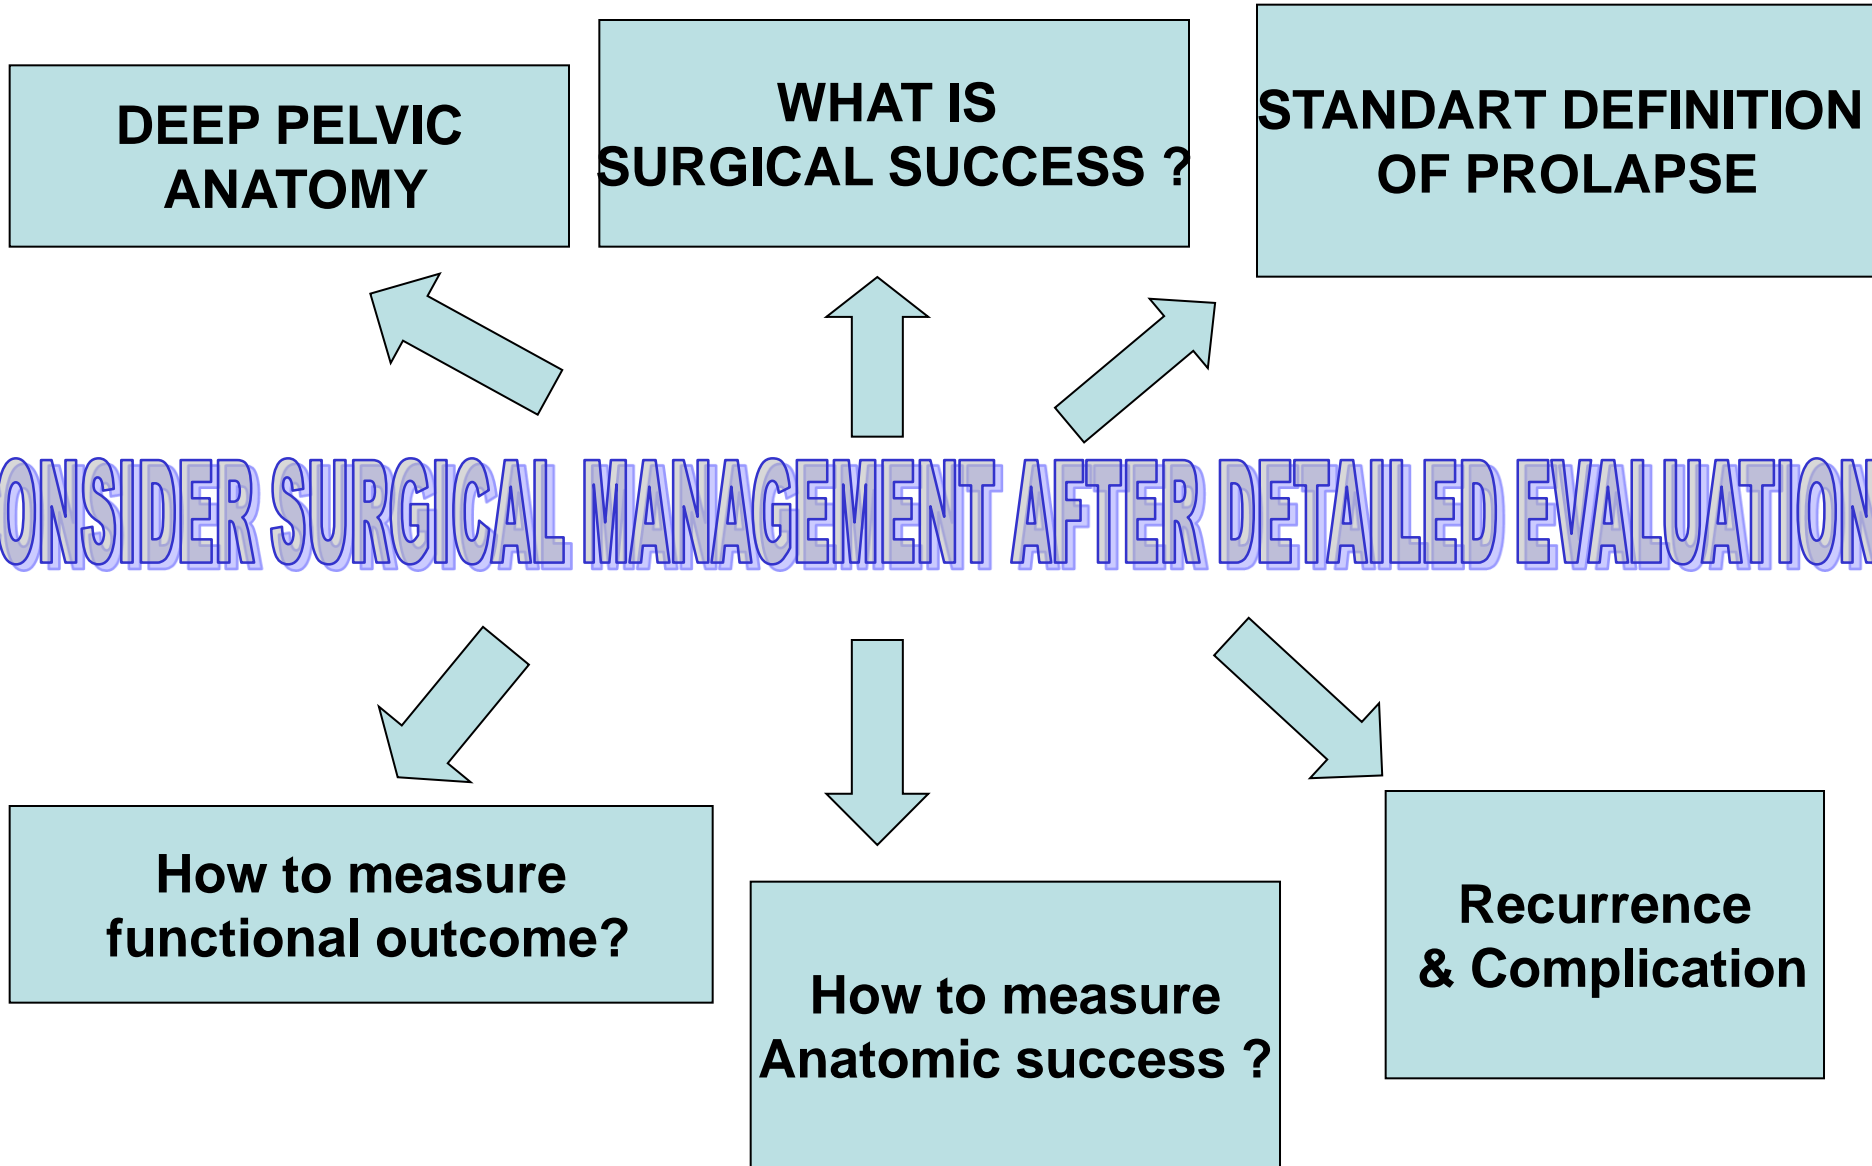 DEEP PELVIC
ANATOMY
WHAT IS
SURGICAL SUCCESS ?
STANDART DEFINITION
OF PROLAPSE
ONSIDER SURGICAL MANAGEMENT AFTER DETAILED EVALUATION
How to measure
functional outcome?
How to measure
Anatomic success ?
Recurrence
& Complication